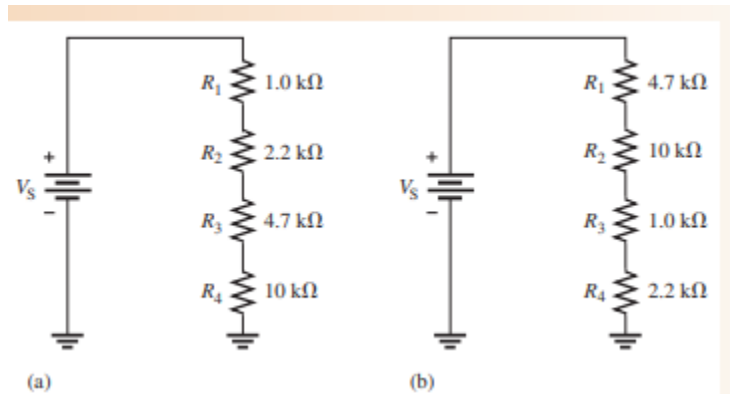 R1 1.0 kΩ
R2 2.2 kΩ
+
VS
−
R3 4.7 kΩ
R4 10 kΩ
(a)
R1 4.7 kΩ
R2 10 kΩ
+
VS
−
R3 1.0 kΩ
R4 2.2 kΩ
(b)